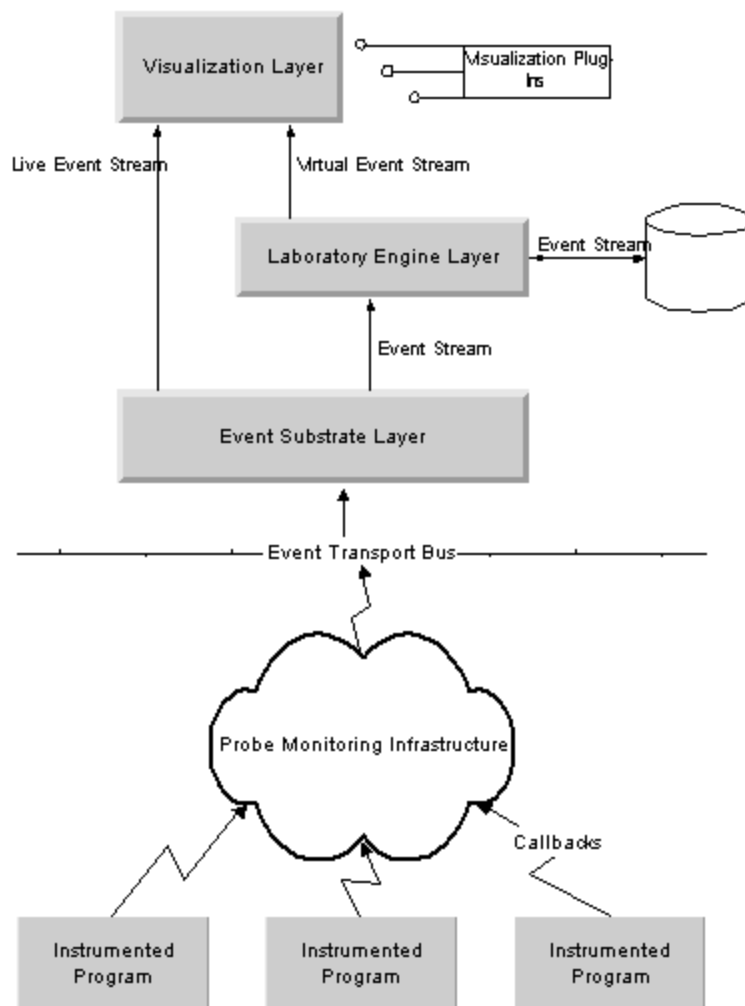 Visualization Layer
Visualization Plug-
Ins
Live Event Stream
Virtual Event Stream
Laboratory Engine Layer
Event Stream
Event Stream
Event Substrate Layer
Event Transport Bus
Probe Monitoring Infrastructure
Callbacks
Instrumented
Program
Instrumented
Program
Instrumented
Program